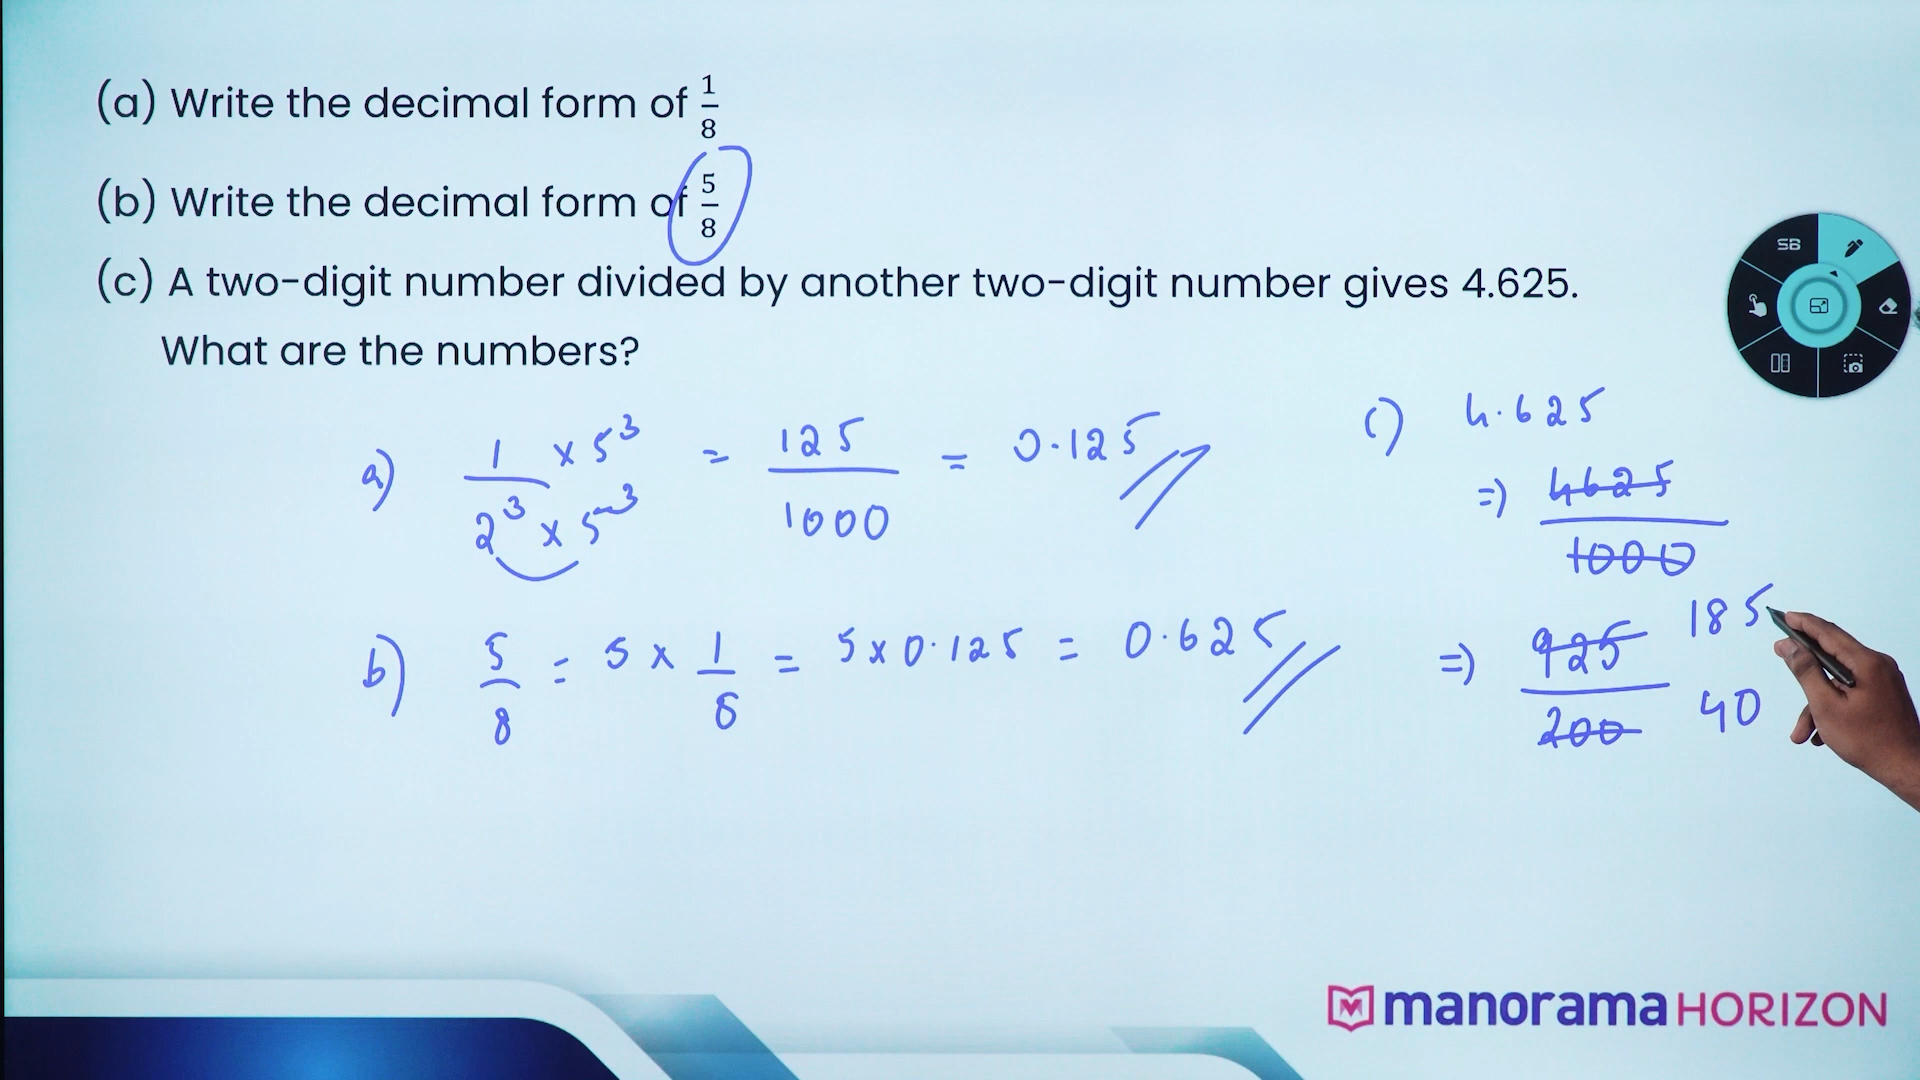 (a) Write the decimal form of 1/8
(b) Write the decimal form of 5/8
(c) A two-digit number divided by another two-digit number gives 4.625.
What are the numbers?
a) 1 × 5³ / 2³ × 5³ = 125/1000 = 0.125
b) 5/8 = 5 × 1/8 = 5 × 0.125 = 0.625
c) 4.625
=> 4625/1000
=> 925/200 185/40
SB
manorama HORIZON